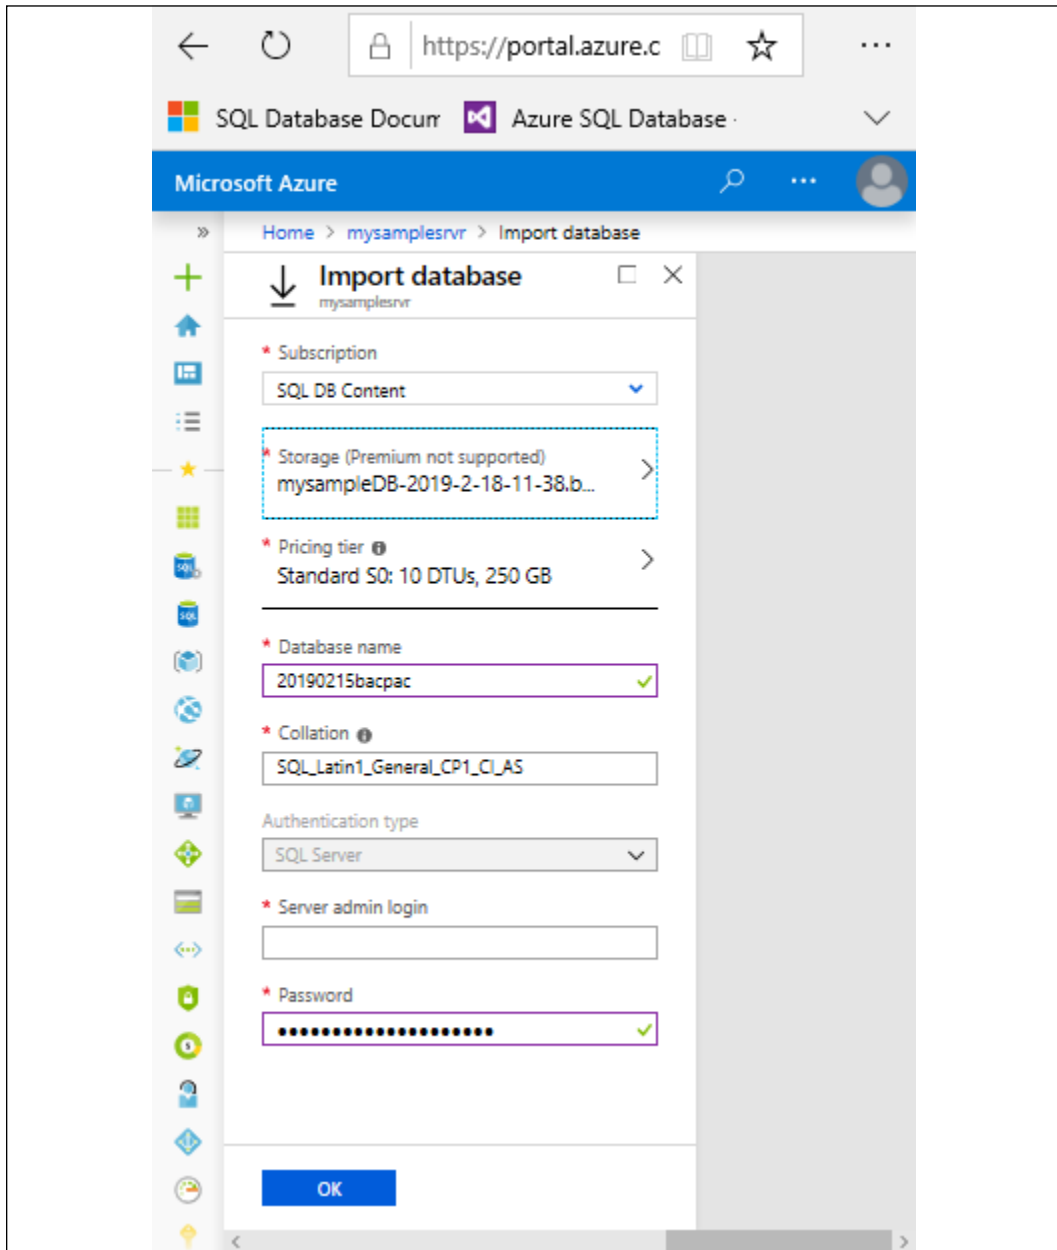 https://portal.azure.c
SQL Database Docum
Azure SQL Database ·
Microsoft Azure
Home > mysamplesrvr > Import database
Import database
mysamplesrvr
* Subscription
SQL DB Content
* Storage (Premium not supported)
mysampleDB-2019-2-18-11-38.b...
* Pricing tier
Standard S0: 10 DTUs, 250 GB
* Database name
20190215bacpac
* Collation
SQL_Latin1_General_CP1_CI_AS
Authentication type
SQL Server
* Server admin login
* Password
OK